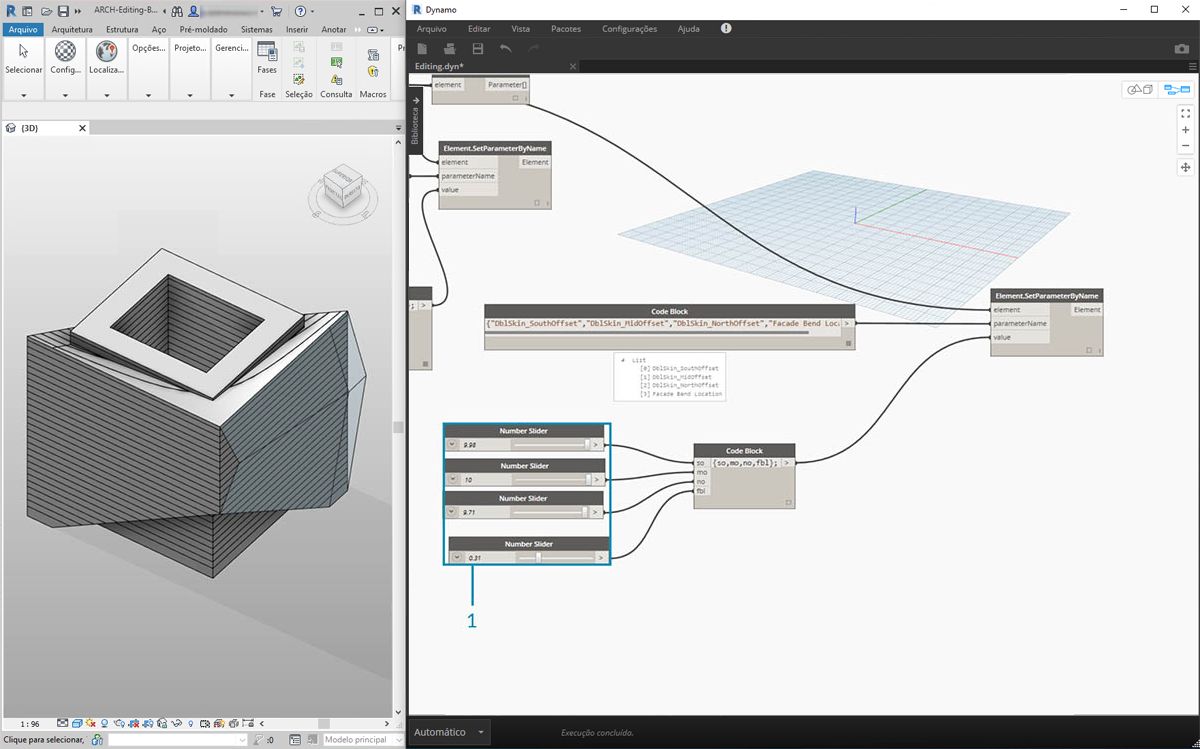 ARCH-Editing-B...
Arquivo Arquitetura Estrutura Aço Pré-moldado Sistemas Inserir Anotar
Selecionar
Config...
Localiza...
Opções...
Projeto...
Gerenci...
Fases
Fase Seleção Consulta Macros
{3D}
SUPERIOR
1 : 96
Clique para selecionar,
:0
Modelo principal
Dynamo
Arquivo Editar Vista Pacotes Configurações Ajuda
Editing.dyn*
Biblioteca
element Parameter[]
Element.SetParameterByName
element Element
parameterName
value
; >
Code Block
{"DblSkin_SouthOffset","DblSkin_MidOffset","DblSkin_NorthOffset","Facade Bend Loc >
List
[0] DblSkin_SouthOffset
[1] DblSkin_MidOffset
[2] DblSkin_NorthOffset
[3] Facade Bend Location
Element.SetParameterByName
element Element
parameterName
value
Number Slider
9.98 >
Number Slider
10 >
Number Slider
9.71 >
Number Slider
0.31 >
Code Block
so {so,mo,no,fbl}; >
mo
no
fbl
1
Automático
Execução concluída.